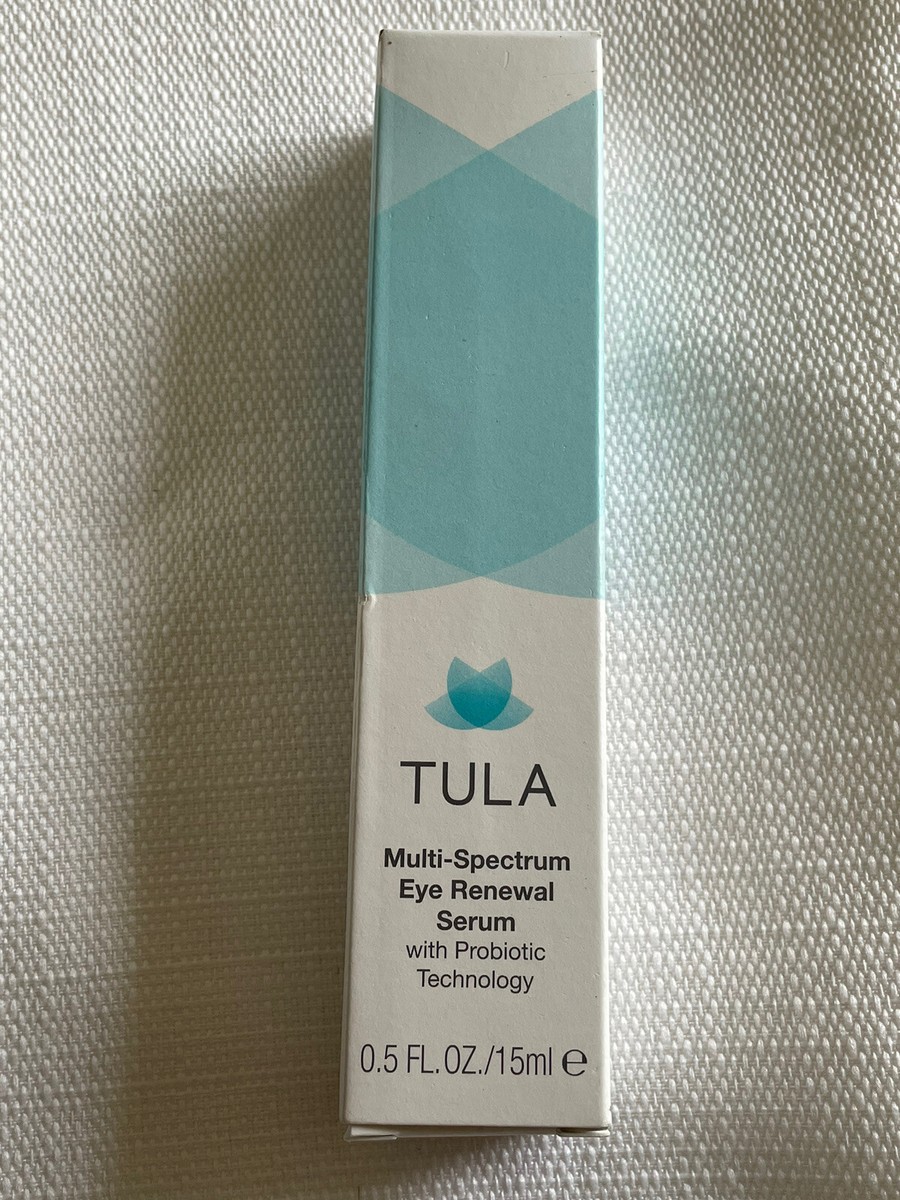 TULA
Multi-Spectrum
Eye Renewal
Serum
with Probiotic
Technology
0.5 FL.OZ./15ml ℮